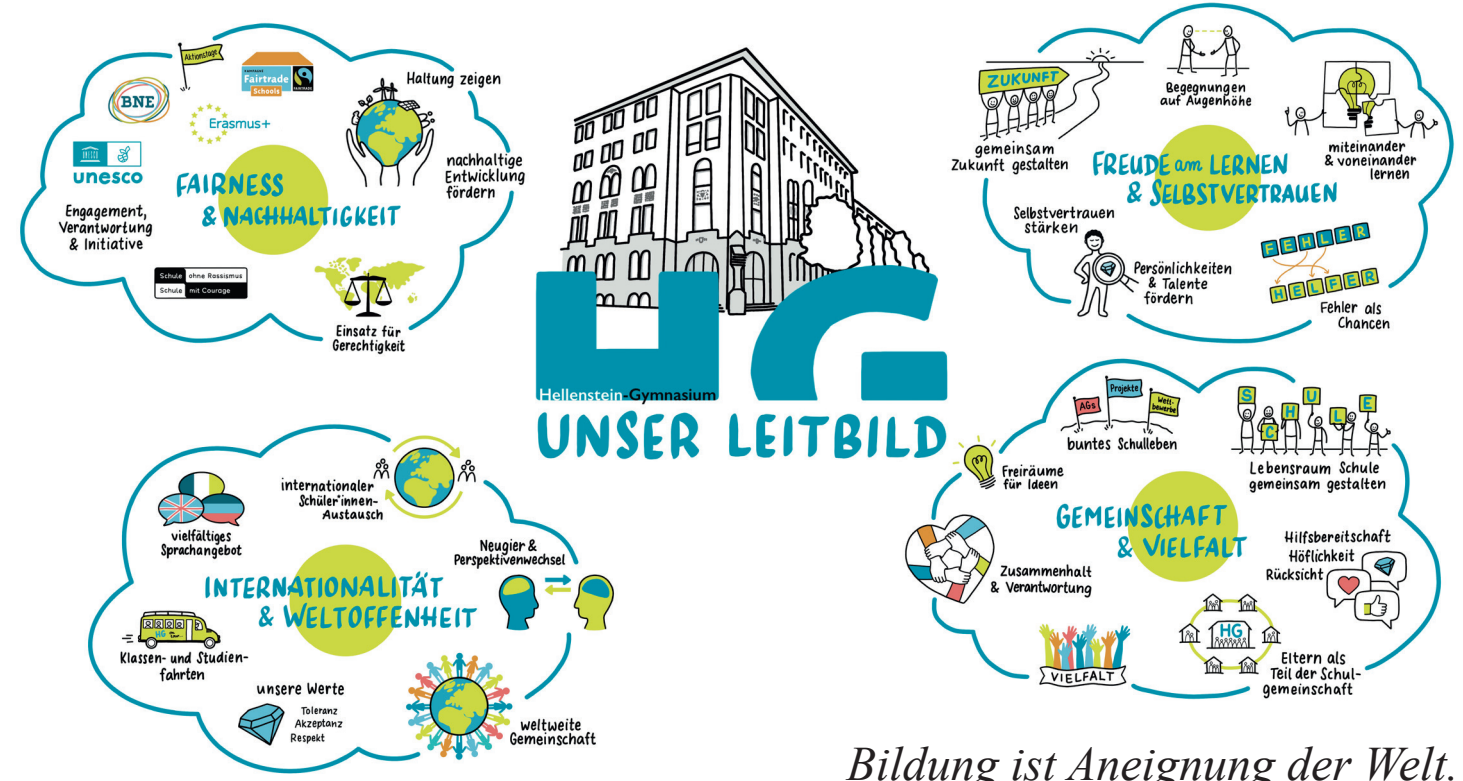 Aktionstage
BNE
Fairtrade
Schools
FAIRTRADE
Erasmus+
unesco
Haltung zeigen
nachhaltige
Entwicklung
fördern
FAIRNESS
& NACHHALTIGKEIT
Engagement,
Verantwortung
& Initiative
Schule ohne Rassismus
Schule mit Courage
Einsatz für
Gerechtigkeit
Hellenstein-Gymnasium
UNSER LEITBILD
ZUKUNFT
gemeinsam
Zukunft gestalten
Begegnungen
auf Augenhöhe
miteinander
& voneinander
lernen
FREUDE am LERNEN
& SELBSTVERTRAUEN
Selbstvertrauen
stärken
Persönlichkeiten
& Talente
fördern
FEHLER
HELFER
Fehler als
Chancen
vielfältiges
Sprachangebot
internationaler
Schüler*innen-
Austausch
Neugier &
Perspektivenwechsel
INTERNATIONALITÄT
& WELTOFFENHEIT
HG
Klassen- und Studien-
fahrten
unsere Werte
Toleranz
Akzeptanz
Respekt
weltweite
Gemeinschaft
AGs
Projekte
Wett-
bewerbe
buntes Schulleben
SCHULE
Lebensraum Schule
gemeinsam gestalten
Freiräume
für Ideen
GEMEINSCHAFT
& VIELFALT
Zusammenhalt
& Verantwortung
Hilfsbereitschaft
Höflichkeit
Rücksicht
VIELFALT
HG
Eltern als
Teil der Schul-
gemeinschaft
Bildung ist Aneignung der Welt.